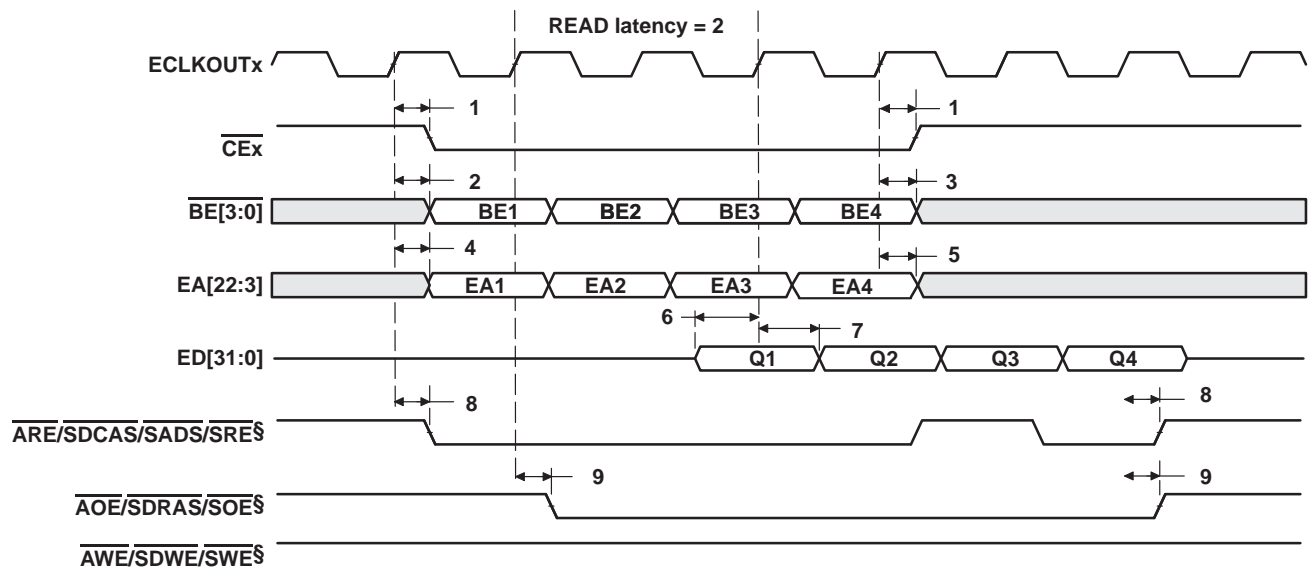 READ latency = 2
ECLKOUTx
1 1
CEx
2 3
BE[3:0] BE1 BE2 BE3 BE4
4 5
EA[22:3] EA1 EA2 EA3 EA4
6 7
ED[31:0] Q1 Q2 Q3 Q4
8 8
ARE/SDCAS/SADS/SRE§
9 9
AOE/SDRAS/SOE§
AWE/SDWE/SWE§